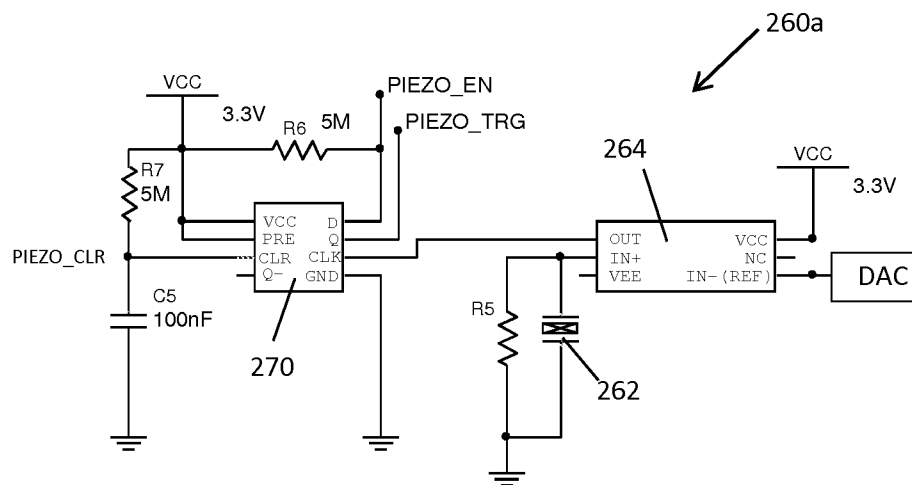 260a
PIEZO_EN
VCC
5M
PIEZO_TRG
3.3V
R6
264
VCC
R7
5M
3.3V
VCC D
PRE Q
CLR CLK
Q- GND
OUT VCC
IN+ NC
VEE IN-(REF)
PIEZO_CLR
DAC
C5
100nF
R5
270
262